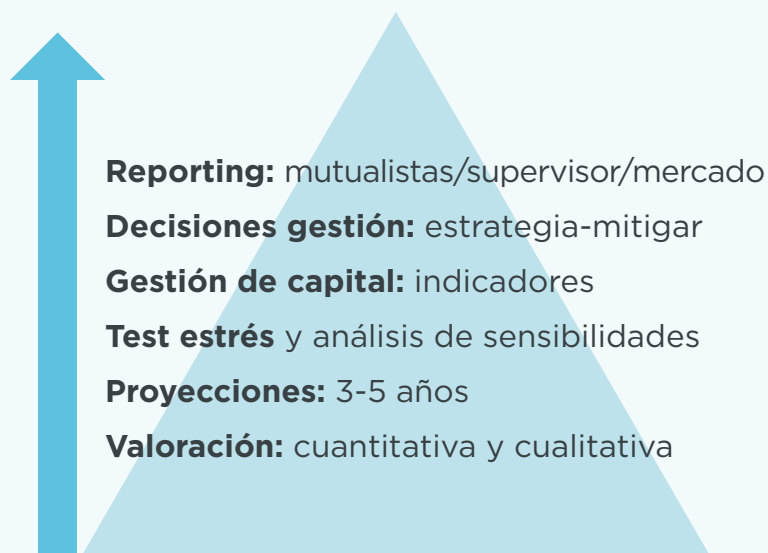 Reporting: mutualistas/supervisor/mercado
Decisiones gestión: estrategia-mitigar
Gestión de capital: indicadores
Test estrés y análisis de sensibilidades
Proyecciones: 3-5 años
Valoración: cuantitativa y cualitativa